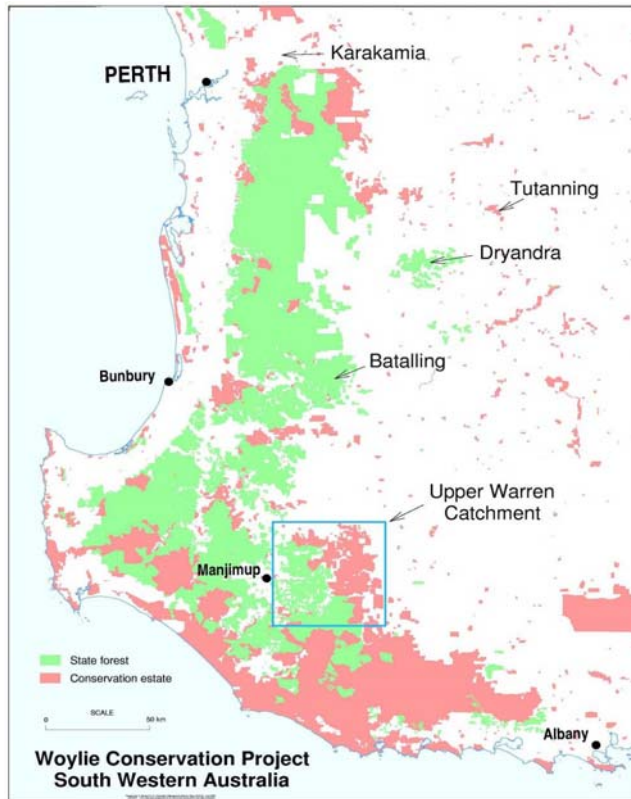 Karakamia
PERTH
Tutanning
Dryandra
Batalling
Bunbury
Upper Warren
Catchment
Manjimup
State forest
Conservation estate
SCALE
0 50 km
Albany
Woylie Conservation Project
South Western Australia